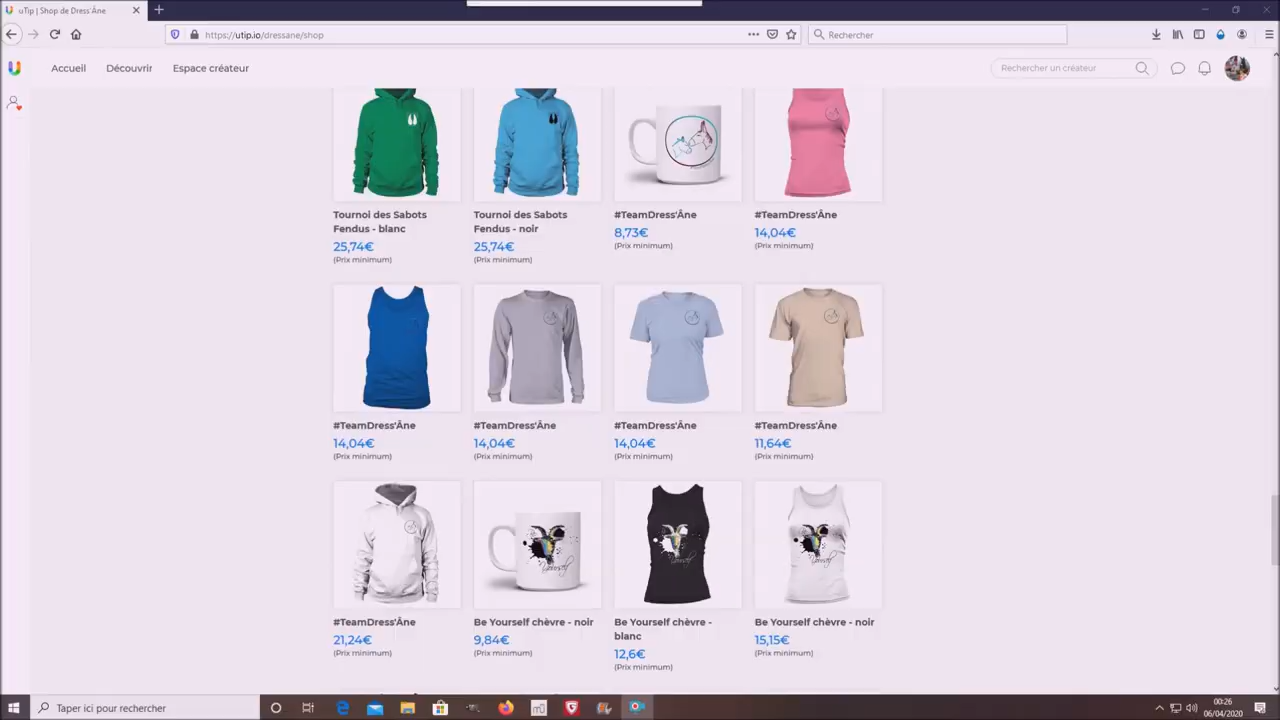 uTip | Shop de Dress'Âne
https://utip.io/dressane/shop
Rechercher
Accueil
Découvrir
Espace créateur
Rechercher un créateur
Tournoi des Sabots
Fendus - blanc
25,74€
(Prix minimum)
Tournoi des Sabots
Fendus - noir
25,74€
(Prix minimum)
#TeamDress'Âne
8,73€
(Prix minimum)
#TeamDress'Âne
14,04€
(Prix minimum)
#TeamDress'Âne
14,04€
(Prix minimum)
#TeamDress'Âne
14,04€
(Prix minimum)
#TeamDress'Âne
14,04€
(Prix minimum)
#TeamDress'Âne
11,64€
(Prix minimum)
#TeamDress'Âne
21,24€
(Prix minimum)
Yourself
Be Yourself chèvre - noir
9,84€
(Prix minimum)
Yourself
Be Yourself chèvre -
blanc
12,6€
(Prix minimum)
Yourself
Be Yourself chèvre - noir
15,15€
(Prix minimum)
Taper ici pour rechercher
00:26
06/04/2020